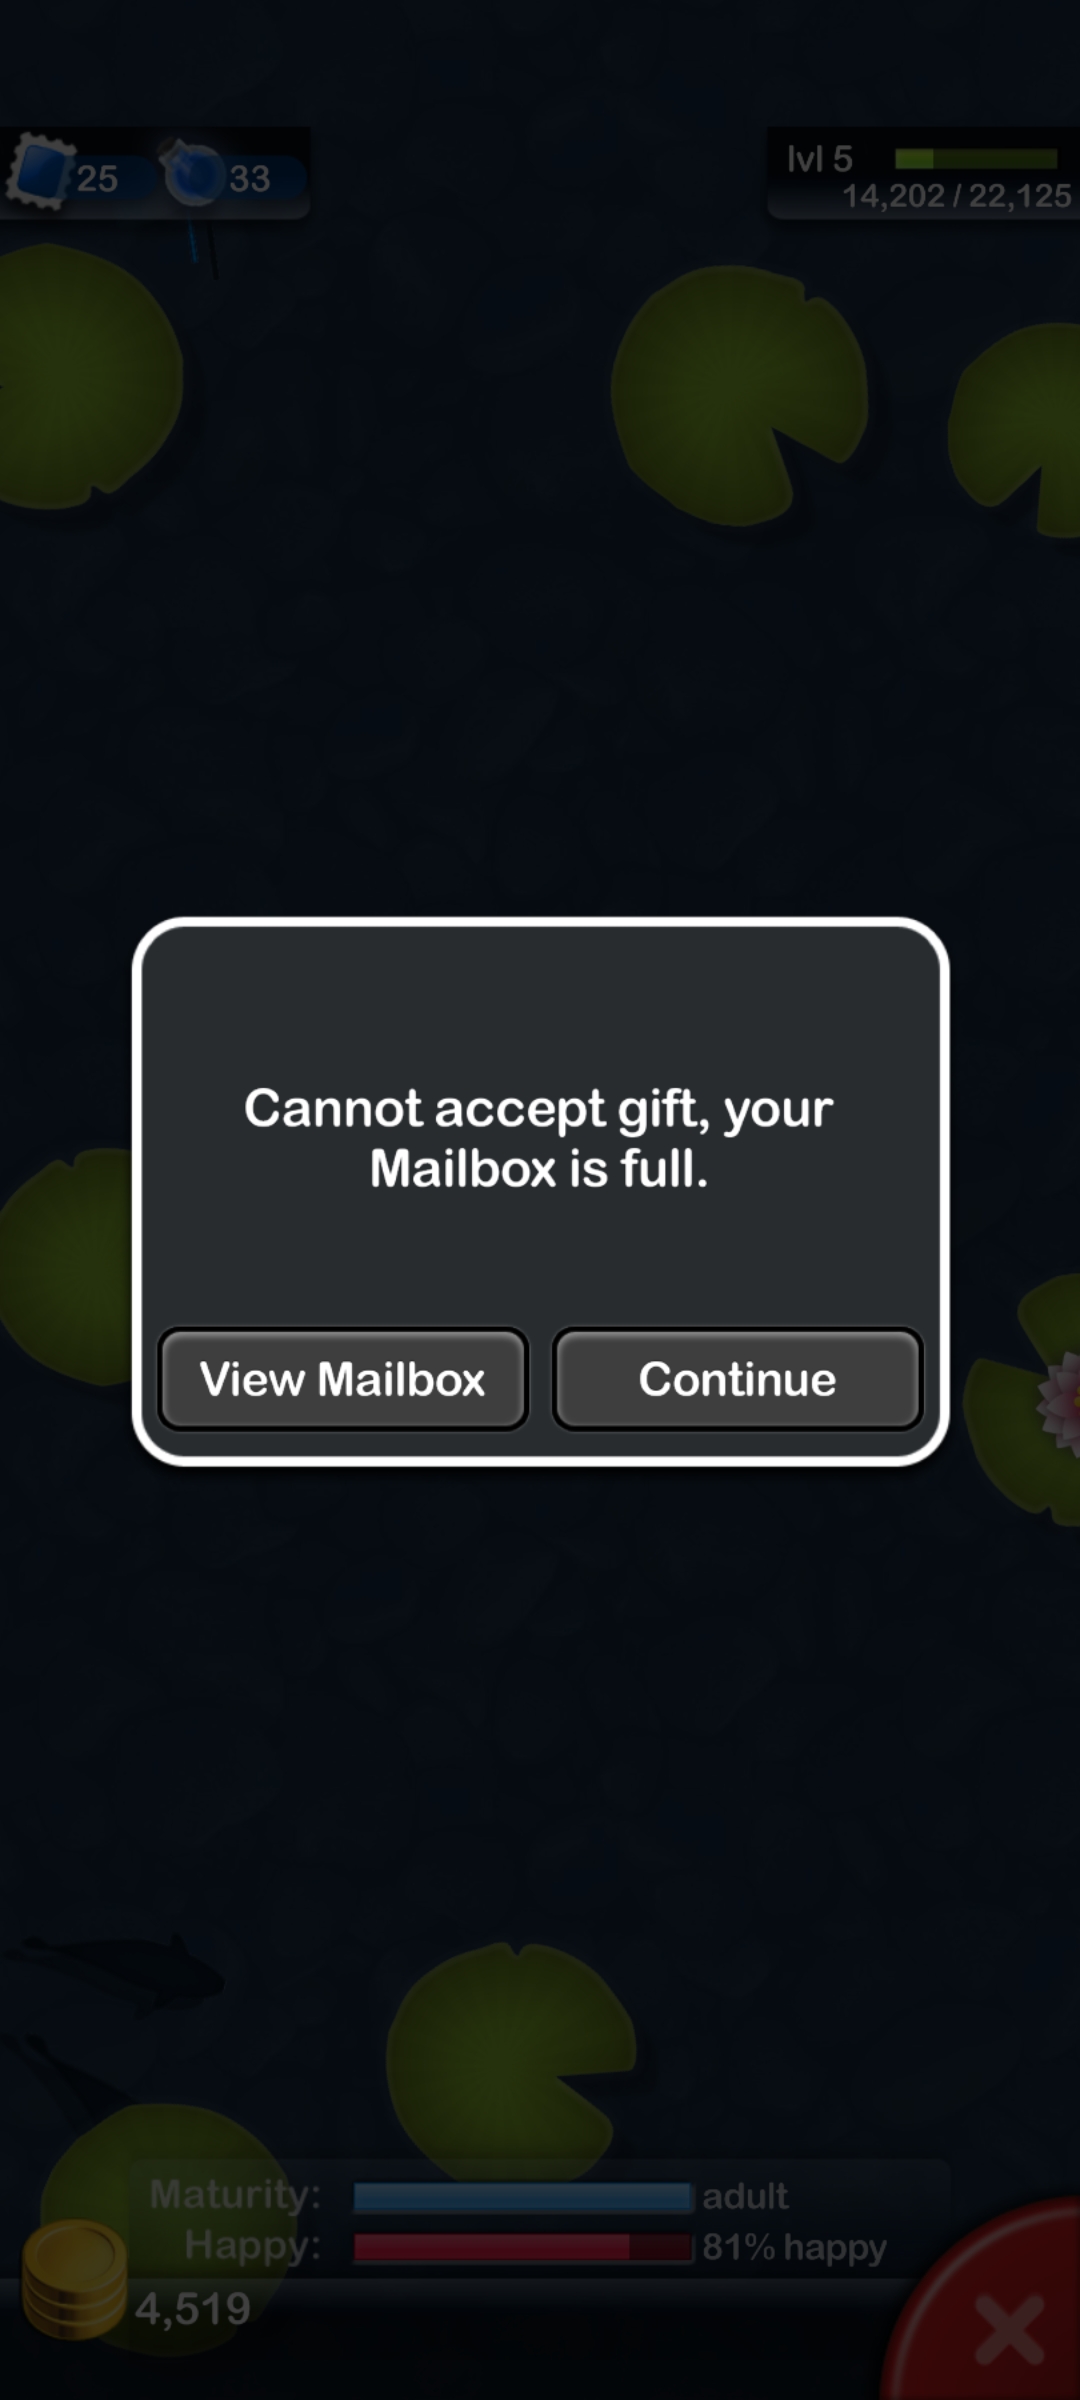 25
33
lvl 5
14,202 / 22,125
Cannot accept gift, your
Mailbox is full.
View Mailbox
Continue
Maturity:
adult
Happy:
81% happy
4,519